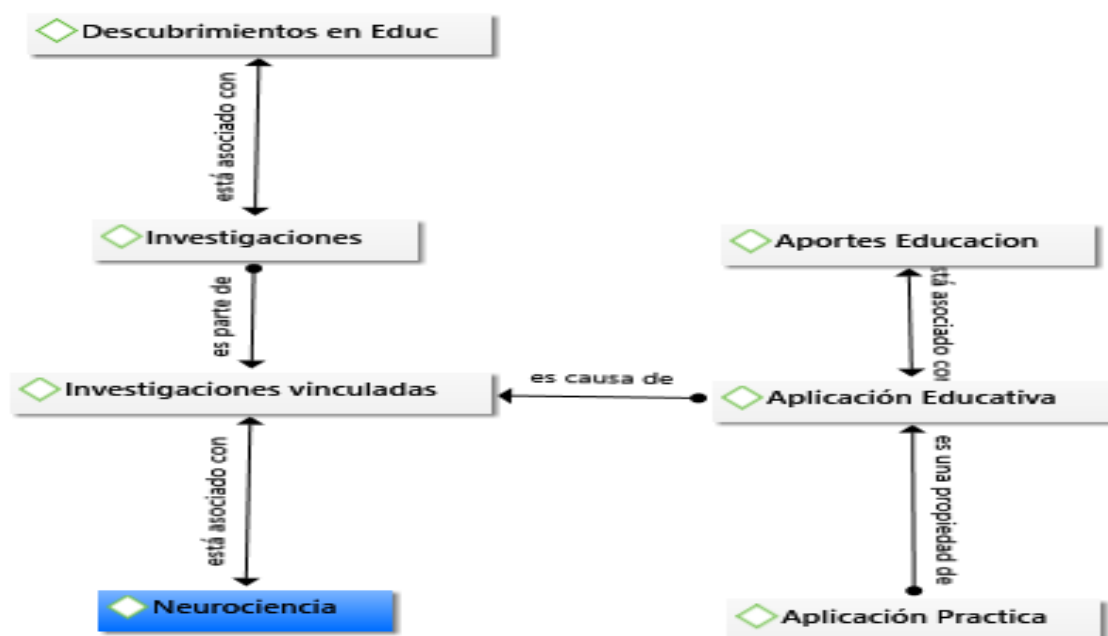 Descubrimientos en Educ
está asociado con
Investigaciones
Aportes Educacion
es parte de
stá asociado con
es causa de
Investigaciones vinculadas
Aplicación Educativa
está asociado con
es una propiedad de
Neurociencia
Aplicación Practica